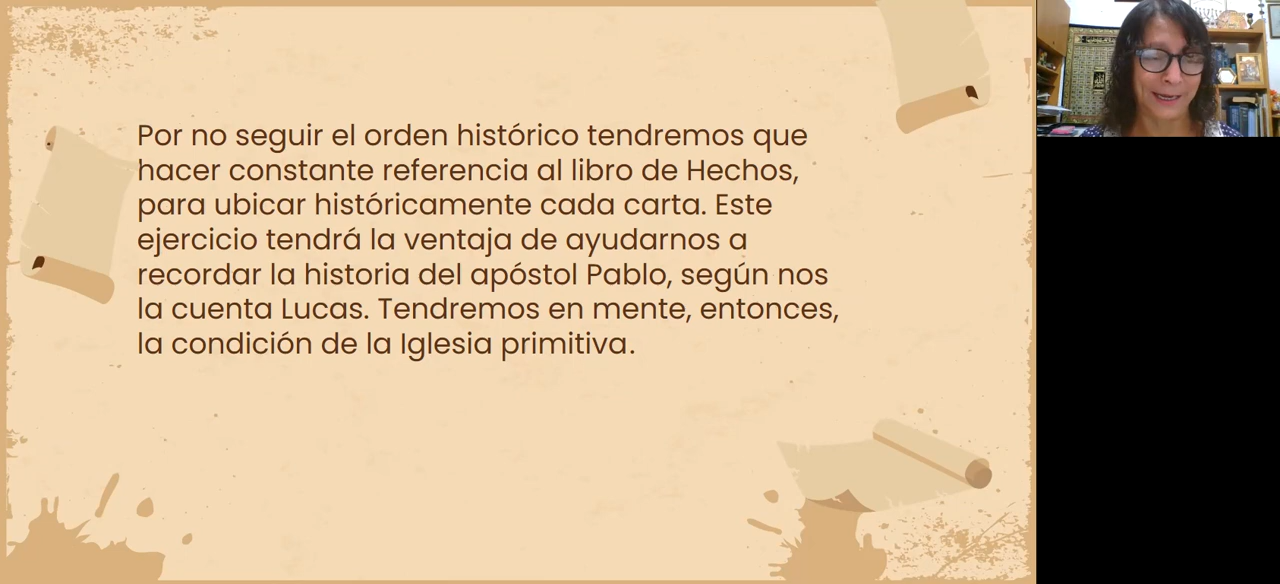 Por no seguir el orden histórico tendremos que
hacer constante referencia al libro de Hechos,
para ubicar históricamente cada carta. Este
ejercicio tendrá la ventaja de ayudarnos a
recordar la historia del apóstol Pablo, según nos
la cuenta Lucas. Tendremos en mente, entonces,
la condición de la Iglesia primitiva.